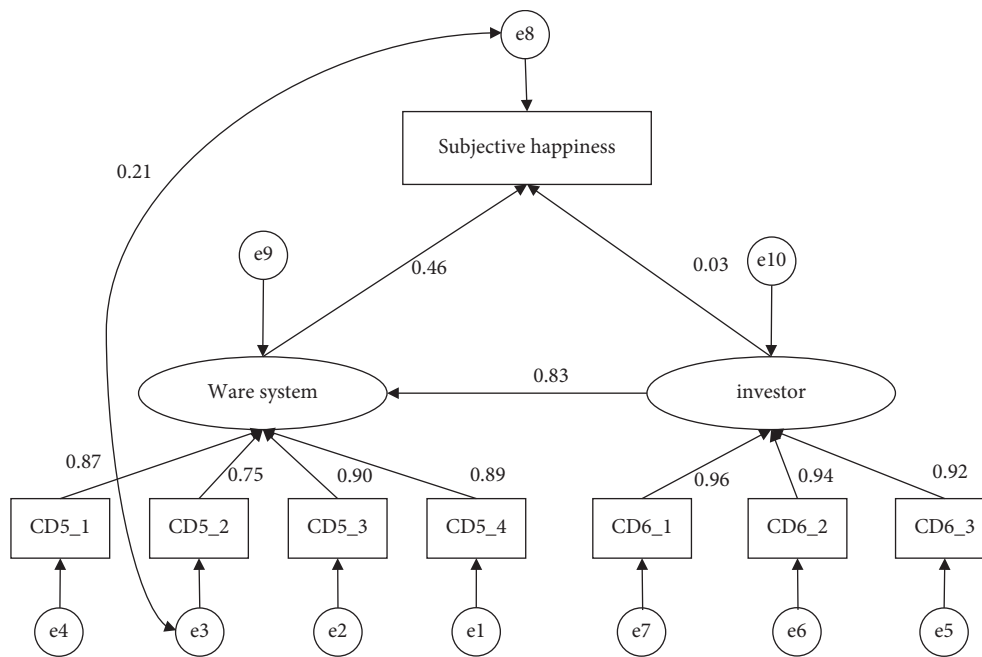 e8
Subjective happiness
0.21
e9
0.46
0.03
e10
Ware system
0.83
investor
0.87
0.75
0.90
0.89
0.96
0.94
0.92
CD5_1
CD5_2
CD5_3
CD5_4
CD6_1
CD6_2
CD6_3
e4
e3
e2
e1
e7
e6
e5